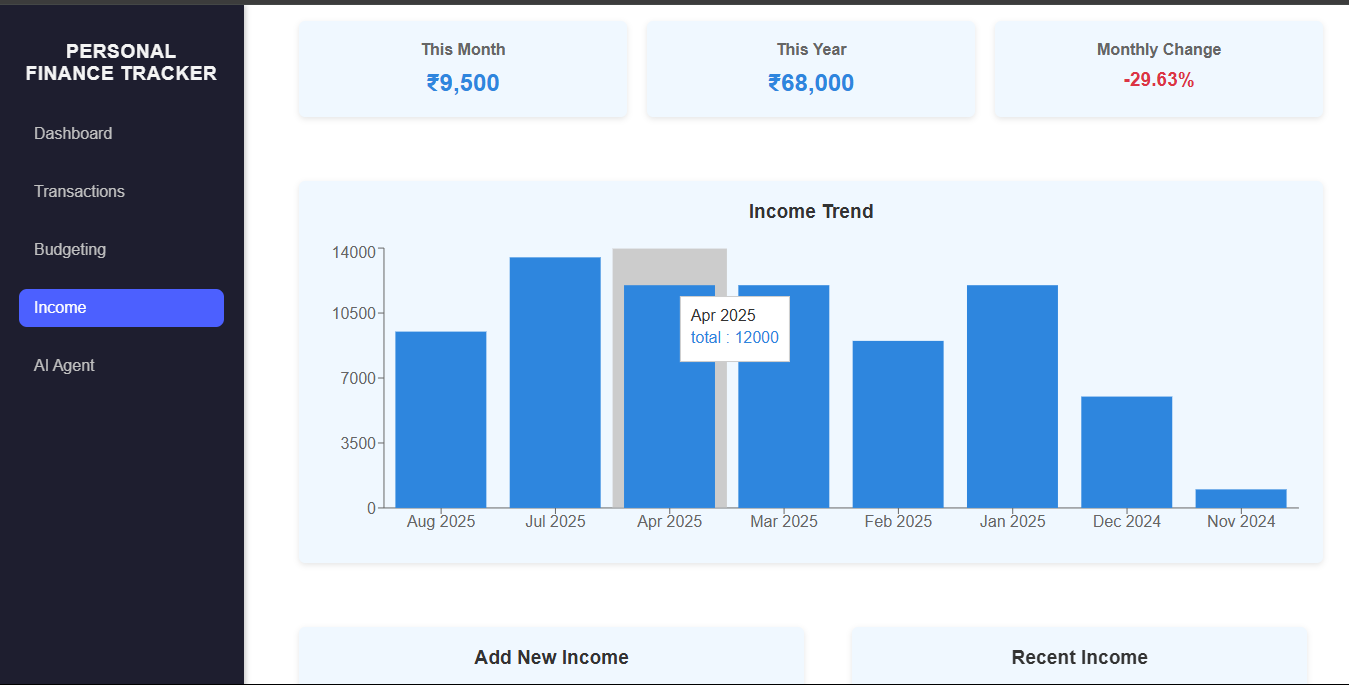 PERSONAL
FINANCE TRACKER
Dashboard
Transactions
Budgeting
Income
AI Agent
This Month
₹9,500
This Year
₹68,000
Monthly Change
-29.63%
Income Trend
14000
10500
7000
3500
0
Apr 2025
total : 12000
Aug 2025
Jul 2025
Apr 2025
Mar 2025
Feb 2025
Jan 2025
Dec 2024
Nov 2024
Add New Income
Recent Income